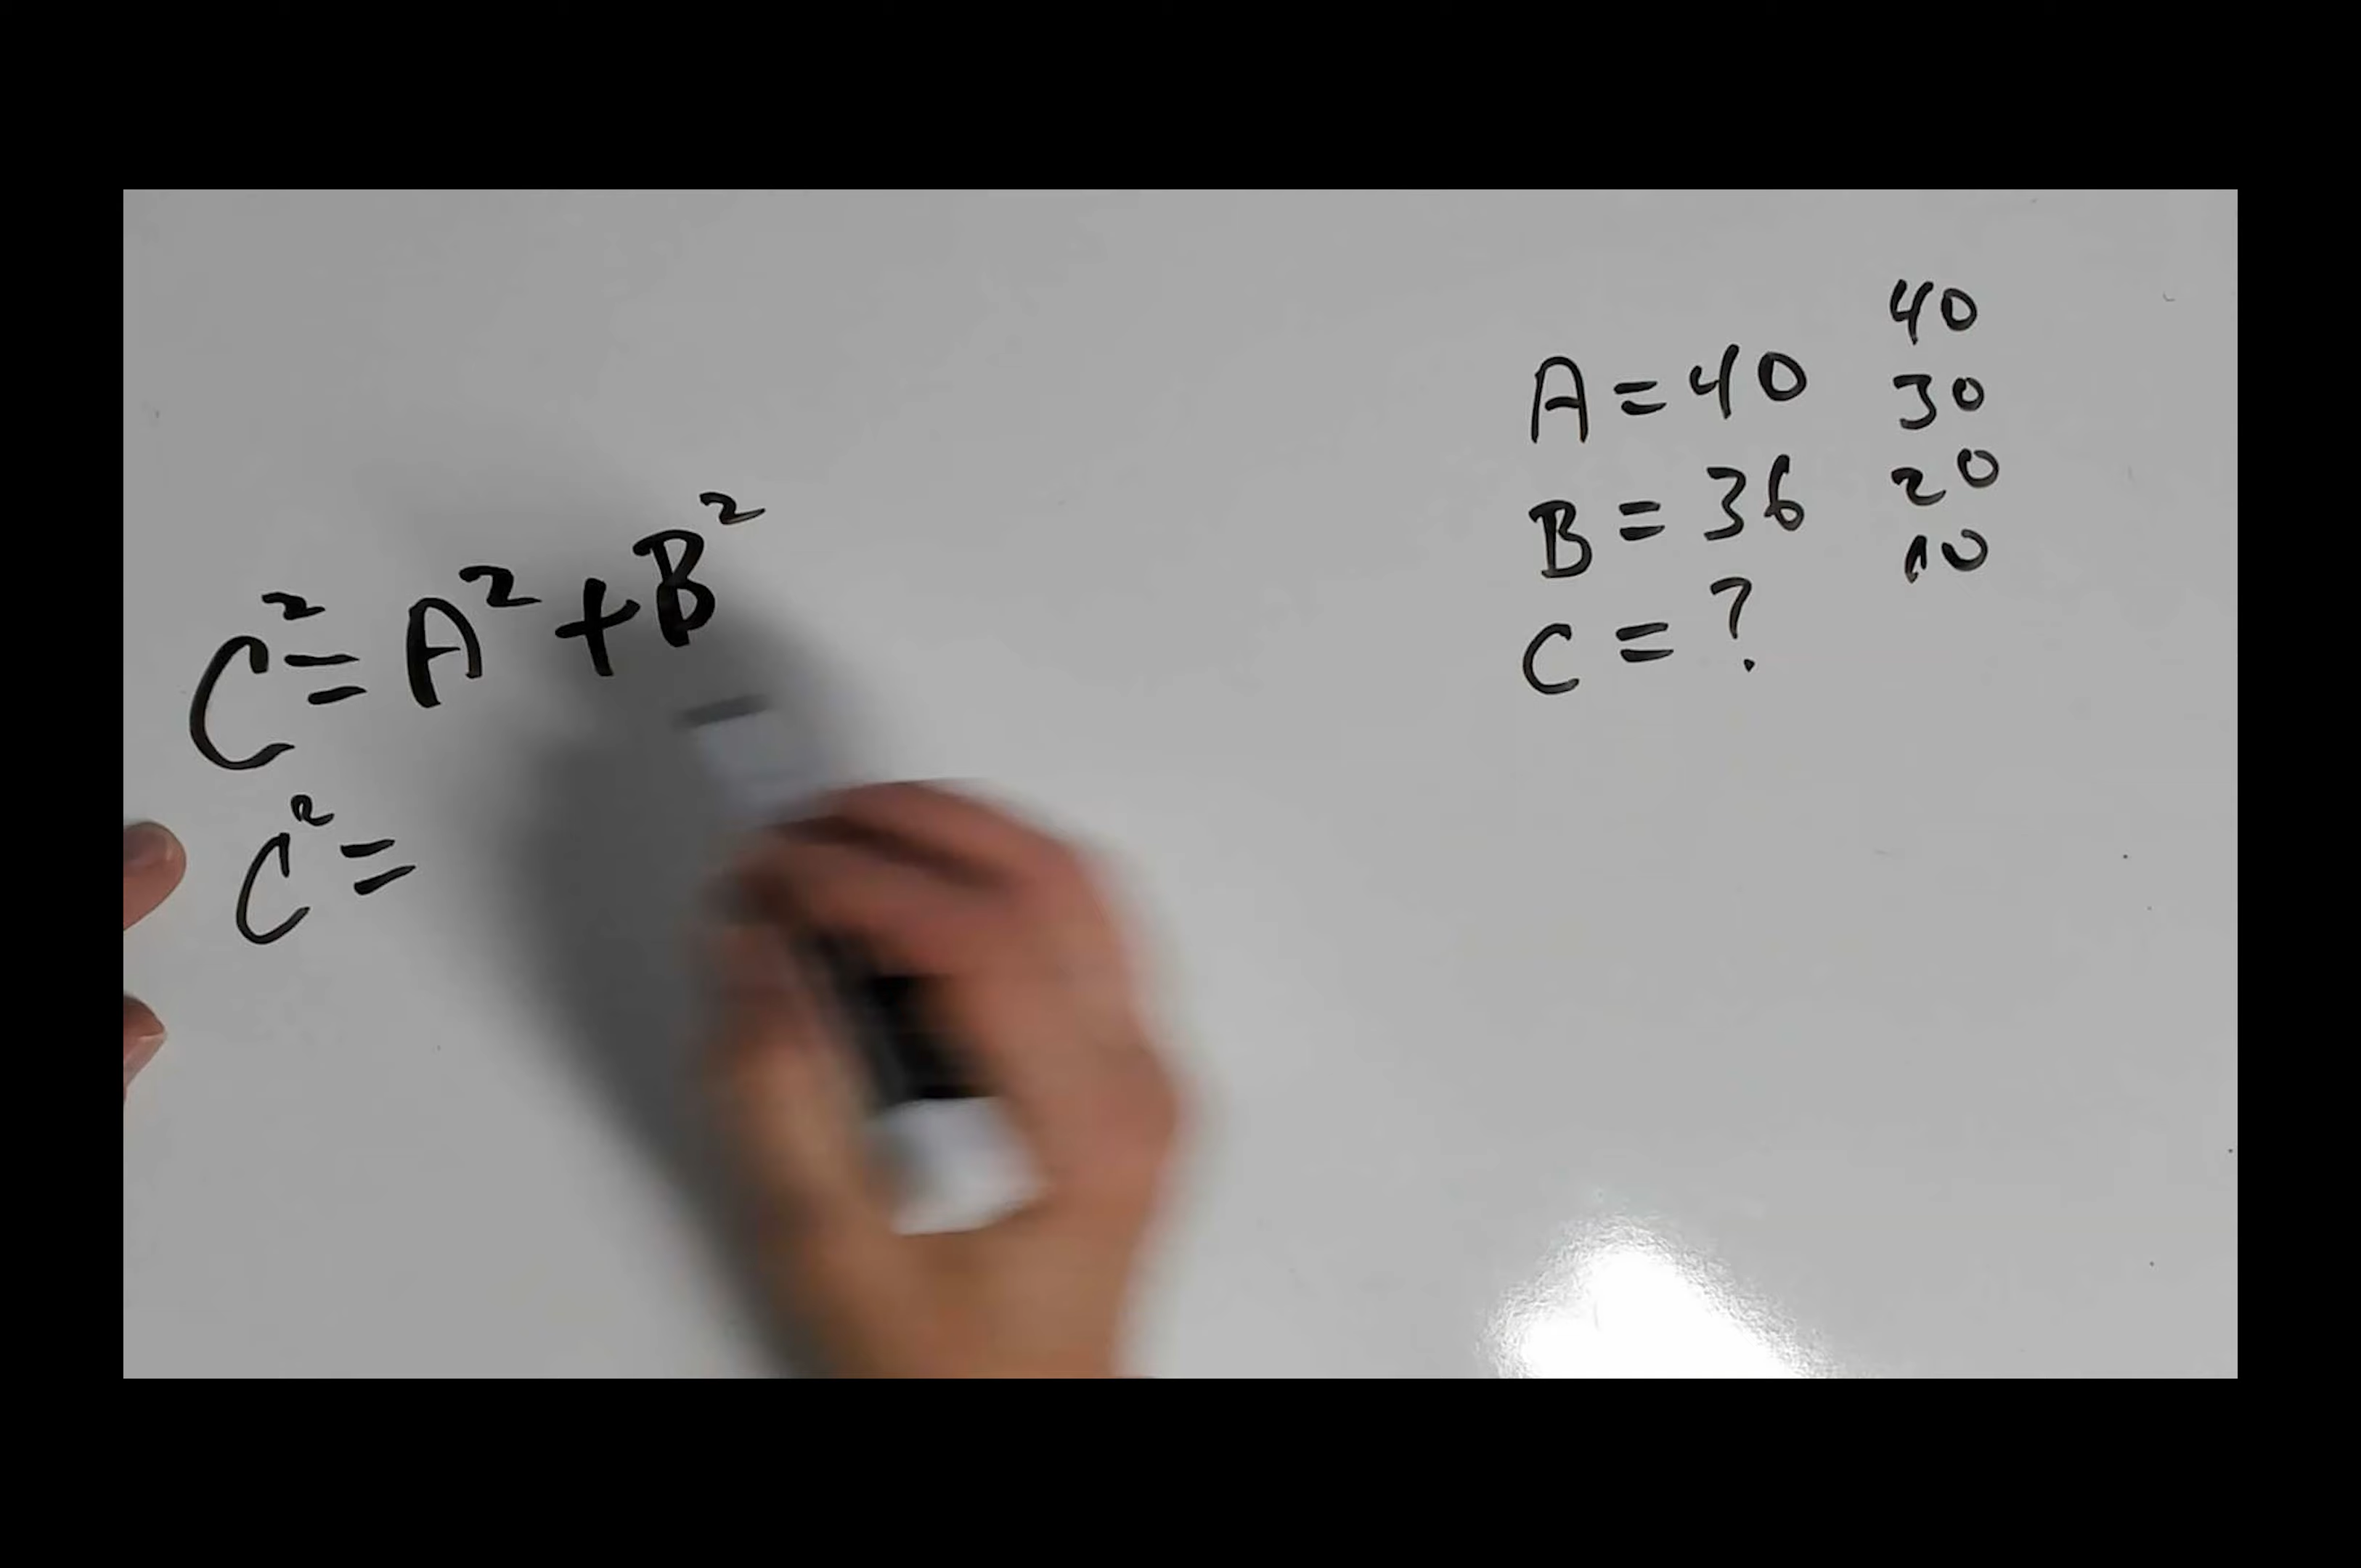 C² = A² + B²
C² =
A = 40
B = 36
C = ?
40
30
20
10